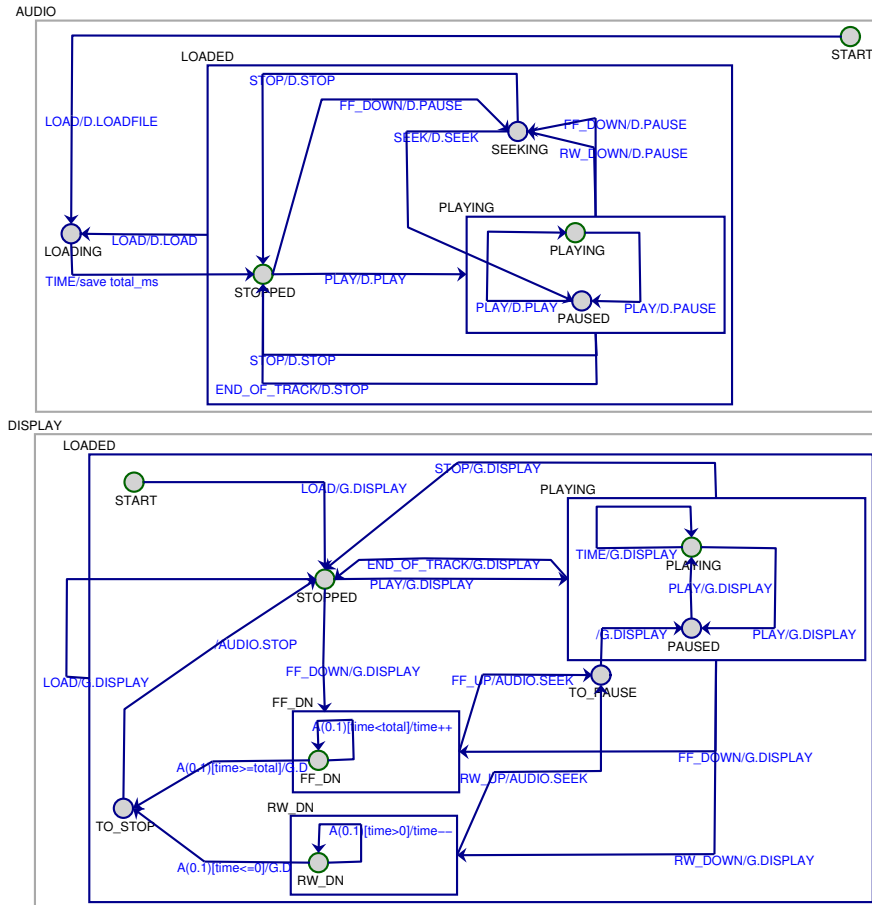 AUDIO
START
LOADED
STOP/D.STOP
FF_DOWN/D.PAUSE
LOAD/D.LOADFILE
FF_DOWN/D.PAUSE
SEEK/D.SEEK
SEEKING
RW_DOWN/D.PAUSE
PLAYING
LOAD/D.LOAD
LOADING
PLAYING
TIME/save total_ms
STOPPED
PLAY/D.PLAY
PLAY/D.PLAY
PLAY/D.PAUSE
PAUSED
STOP/D.STOP
END_OF_TRACK/D.STOP
DISPLAY
LOADED
STOP/G.DISPLAY
START
LOAD/G.DISPLAY
PLAYING
TIME/G.DISPLAY
PLAYING
END_OF_TRACK/G.DISPLAY
PLAY/G.DISPLAY
PLAY/G.DISPLAY
STOPPED
/G.DISPLAY
PLAY/G.DISPLAY
PAUSED
/AUDIO.STOP
LOAD/G.DISPLAY
FF_DOWN/G.DISPLAY
FF_UP/AUDIO.SEEK
TO_PAUSE
FF_DN
A(0.1)[time<total]/time++
A(0.1)[time>=total]/G.D
FF_DN
FF_DOWN/G.DISPLAY
RW_UP/AUDIO.SEEK
RW_DN
TO_STOP
A(0.1)[time>0]/time−−
A(0.1)[time<=0]/G.D
RW_DN
RW_DOWN/G.DISPLAY